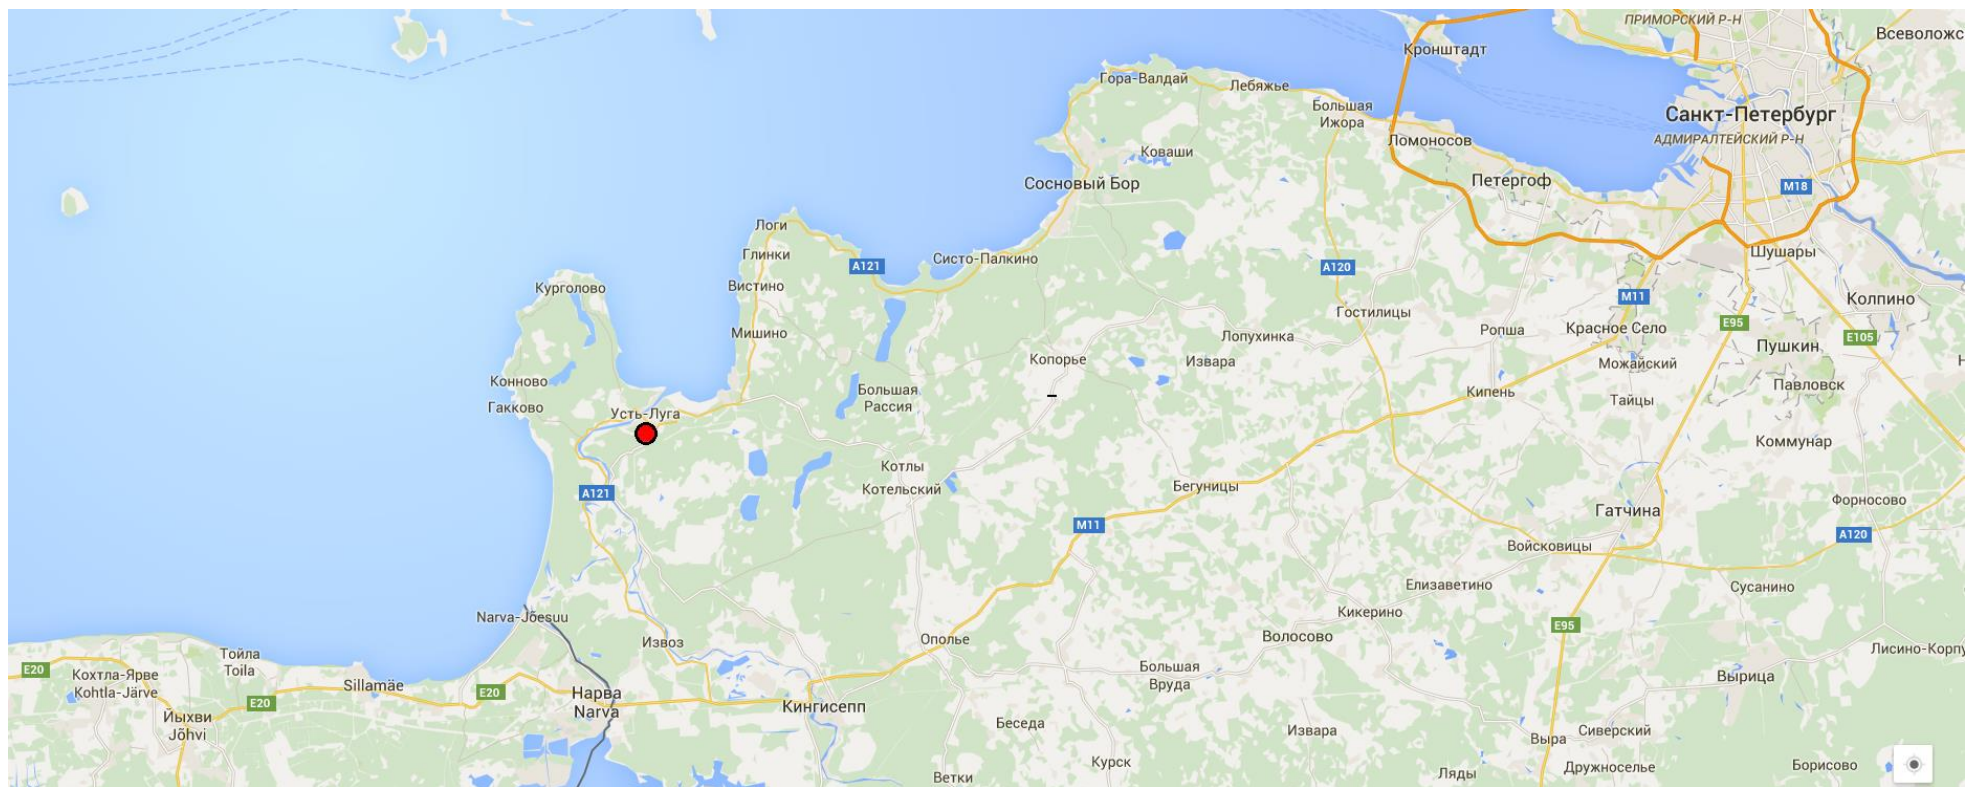 ПРИМОРСКИЙ Р-Н
Всеволожс
Кронштадт
Гора-Валдай
Лебяжье
Большая
Ижора
Санкт-Петербург
АДМИРАЛТЕЙСКИЙ Р-Н
Ломоносов
Коваши
Сосновый Бор
Петергоф
M18
Логи
Глинки
A121
Систо-Палкино
A120
Шушары
Курголово
Вистино
M11
Колпино
Гостилицы
Мишино
Лопухинка
Ропша
Красное Село
E95
E105
Пушкин
Копорье
Извара
Можайский
Н
Конново
Большая
Рассия
Кипень
Павловск
Гакково
Усть-Луга
Тайцы
Коммунар
Котлы
Котельский
A121
Бегуницы
Гатчина
Форносово
M11
A120
Войсковицы
Елизаветино
Сусанино
Narva-Jõesuu
Кикерино
E95
Извоз
Ополье
Волосово
Лисино-Корпу
Тойла
Toila
E20
Кохтла-Ярве
Kohtla-Järve
Sillamäe
E20
E20
Нарва
Narva
Большая
Вруда
Вырица
Кингисепп
Йыхви
Jõhvi
Беседа
Извара
Выра
Сиверский
Курск
Ветки
Ляды
Дружноселье
Борисово